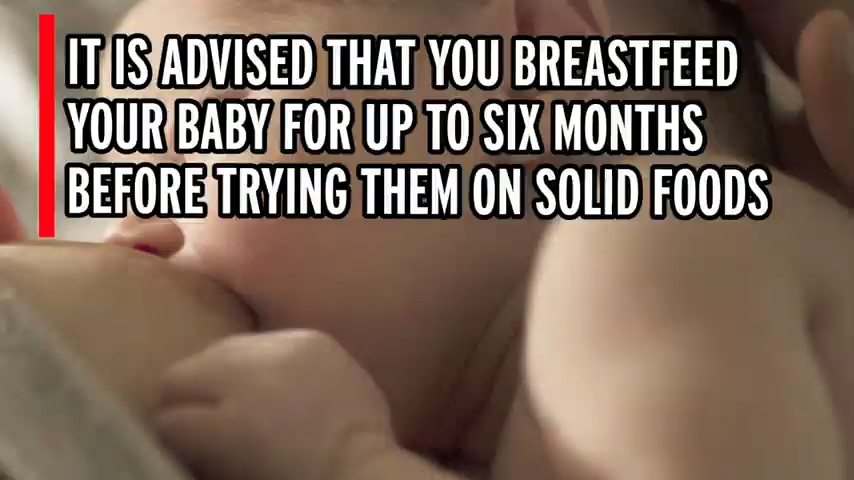 IT IS ADVISED THAT YOU BREASTFEED
YOUR BABY FOR UP TO SIX MONTHS
BEFORE TRYING THEM ON SOLID FOODS